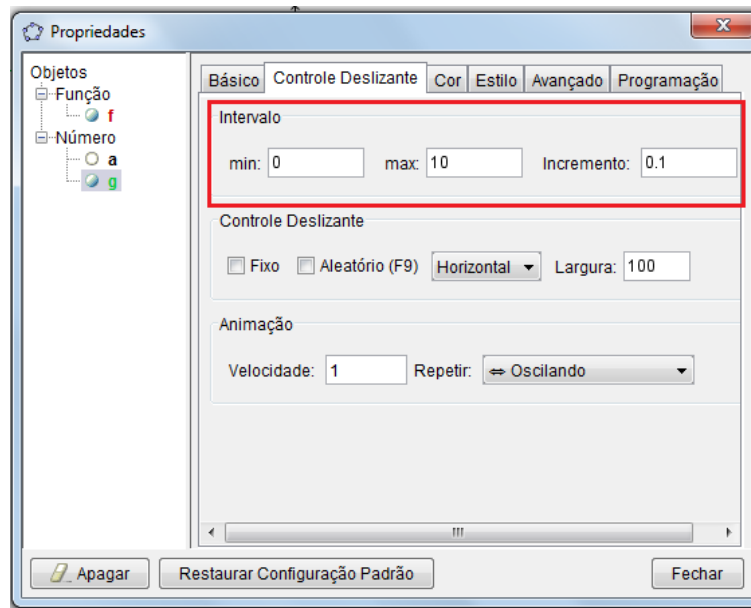 Propriedades
x
Objetos
Função
f
Número
a
g
Básico Controle Deslizante Cor Estilo Avançado Programação
Intervalo
min: 0 max: 10 Incremento: 0.1
Controle Deslizante
Fixo Aleatório (F9) Horizontal Largura: 100
Animação
Velocidade: 1 Repetir: ⇔ Oscilando
Apagar Restaurar Configuração Padrão Fechar